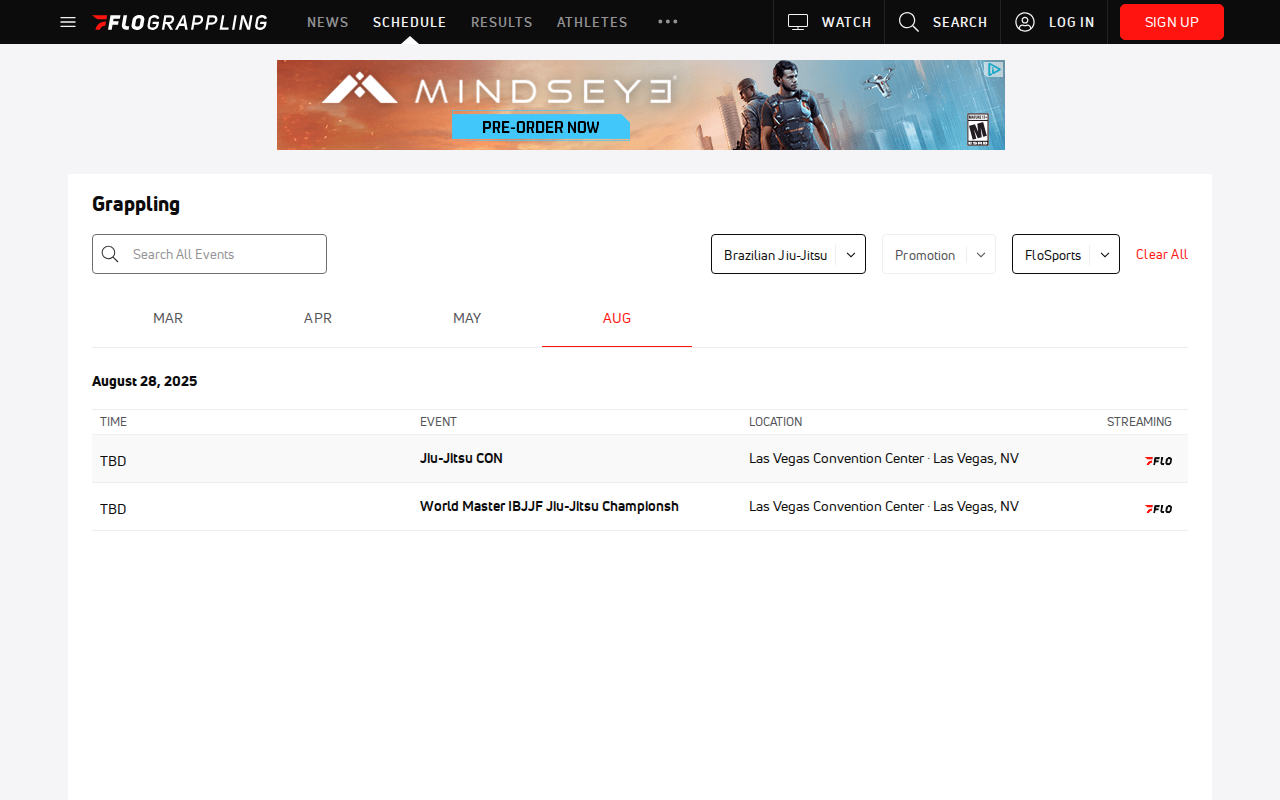 FLOGRAPPLING NEWS SCHEDULE RESULTS ATHLETES WATCH SEARCH LOG IN SIGN UP
MINDSEYE
PRE-ORDER NOW
M
Grappling
Search All Events Brazilian Jiu-Jitsu Promotion FloSports Clear All
MAR APR MAY AUG
August 28, 2025
TIME EVENT LOCATION STREAMING
TBD Jiu-Jitsu CON Las Vegas Convention Center · Las Vegas, NV FLO
TBD World Master IBJJF Jiu-Jitsu Championsh Las Vegas Convention Center · Las Vegas, NV FLO